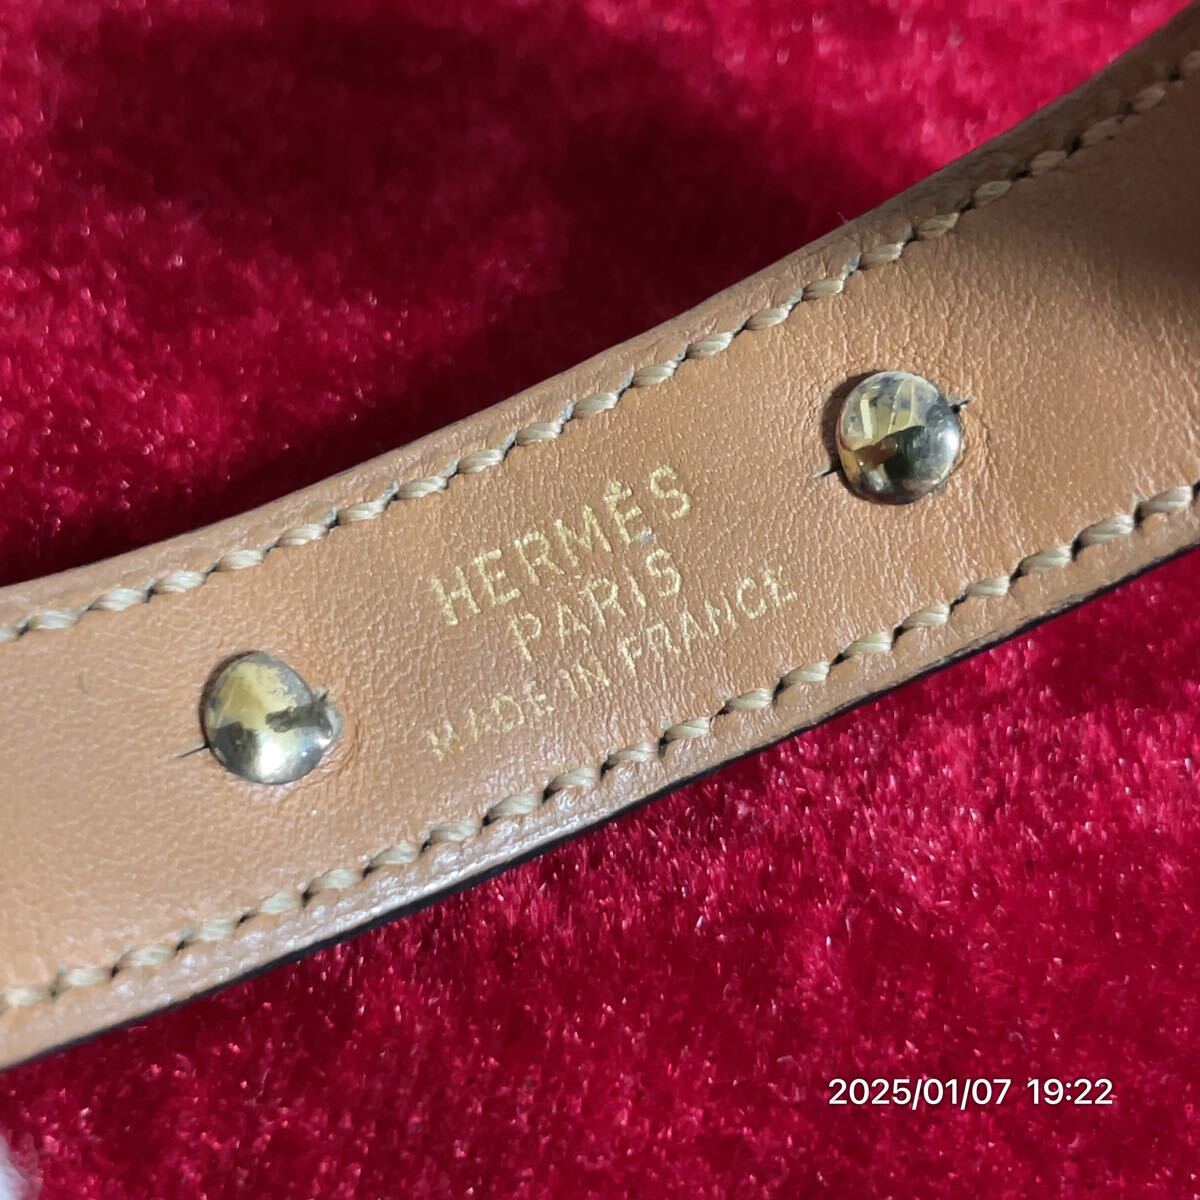 HERMÈS
PARIS
MADE IN FRANCE
2025/01/07 19:22